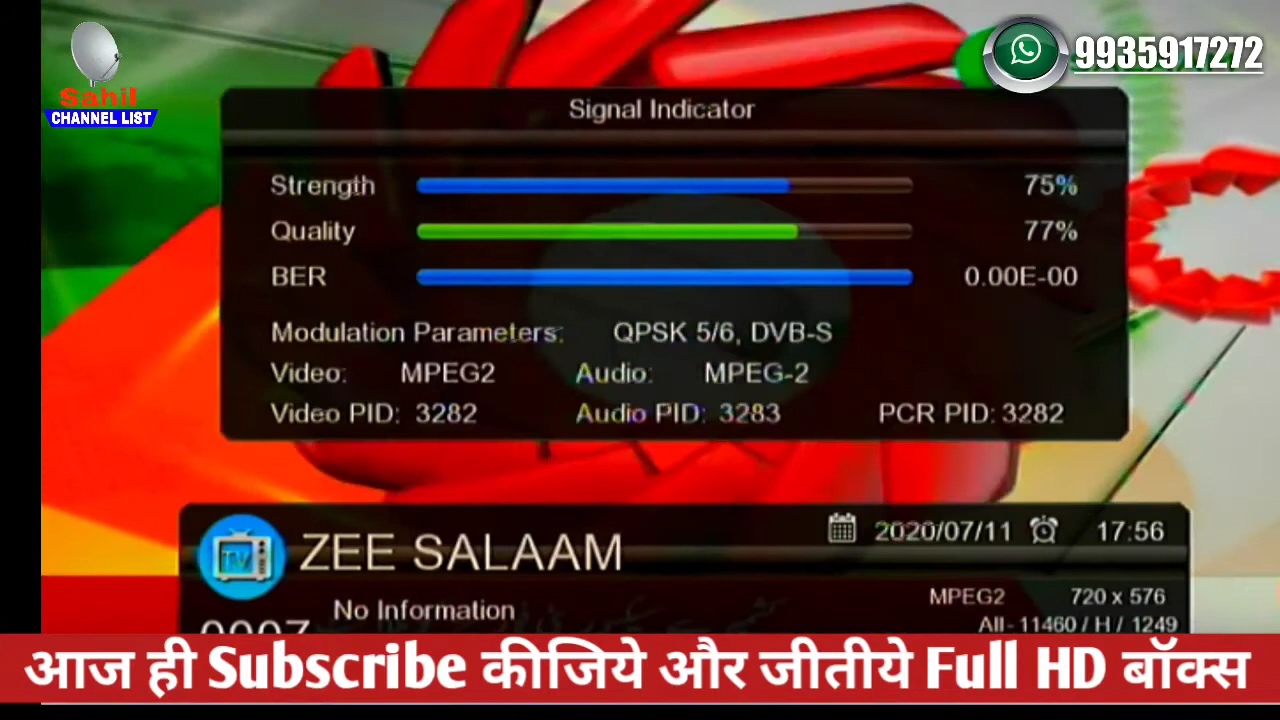 Sahil
CHANNEL LIST
9935917272
Signal Indicator
Strength 75%
Quality 77%
BER 0.00E-00
Modulation Parameters: QPSK 5/6, DVB-S
Video: MPEG2 Audio: MPEG-2
Video PID: 3282 Audio PID: 3283 PCR PID: 3282
TV
ZEE SALAAM 2020/07/11 17:56
No Information MPEG2 720 x 576
All - 11460 / H / 1249
आज ही Subscribe कीजिये और जीतीये Full HD बॉक्स